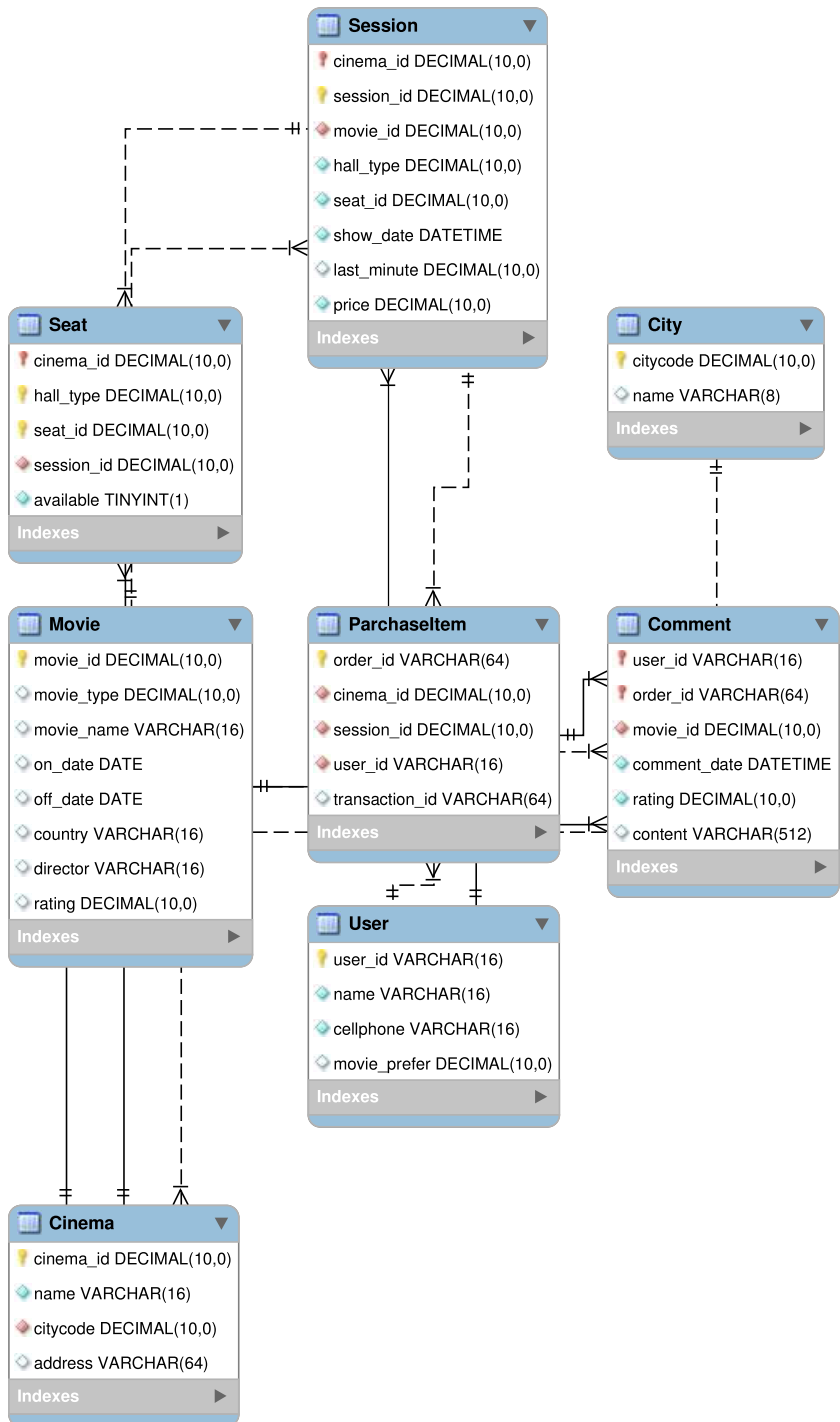 Session
cinema_id DECIMAL(10,0)
session_id DECIMAL(10,0)
movie_id DECIMAL(10,0)
hall_type DECIMAL(10,0)
seat_id DECIMAL(10,0)
show_date DATETIME
last_minute DECIMAL(10,0)
price DECIMAL(10,0)
Indexes
Seat
cinema_id DECIMAL(10,0)
hall_type DECIMAL(10,0)
seat_id DECIMAL(10,0)
session_id DECIMAL(10,0)
available TINYINT(1)
Indexes
City
citycode DECIMAL(10,0)
name VARCHAR(8)
Indexes
Movie
movie_id DECIMAL(10,0)
movie_type DECIMAL(10,0)
movie_name VARCHAR(16)
on_date DATE
off_date DATE
country VARCHAR(16)
director VARCHAR(16)
rating DECIMAL(10,0)
Indexes
ParchaseItem
order_id VARCHAR(64)
cinema_id DECIMAL(10,0)
session_id DECIMAL(10,0)
user_id VARCHAR(16)
transaction_id VARCHAR(64)
Indexes
Comment
user_id VARCHAR(16)
order_id VARCHAR(64)
movie_id DECIMAL(10,0)
comment_date DATETIME
rating DECIMAL(10,0)
content VARCHAR(512)
Indexes
User
user_id VARCHAR(16)
name VARCHAR(16)
cellphone VARCHAR(16)
movie_prefer DECIMAL(10,0)
Indexes
Cinema
cinema_id DECIMAL(10,0)
name VARCHAR(16)
citycode DECIMAL(10,0)
address VARCHAR(64)
Indexes